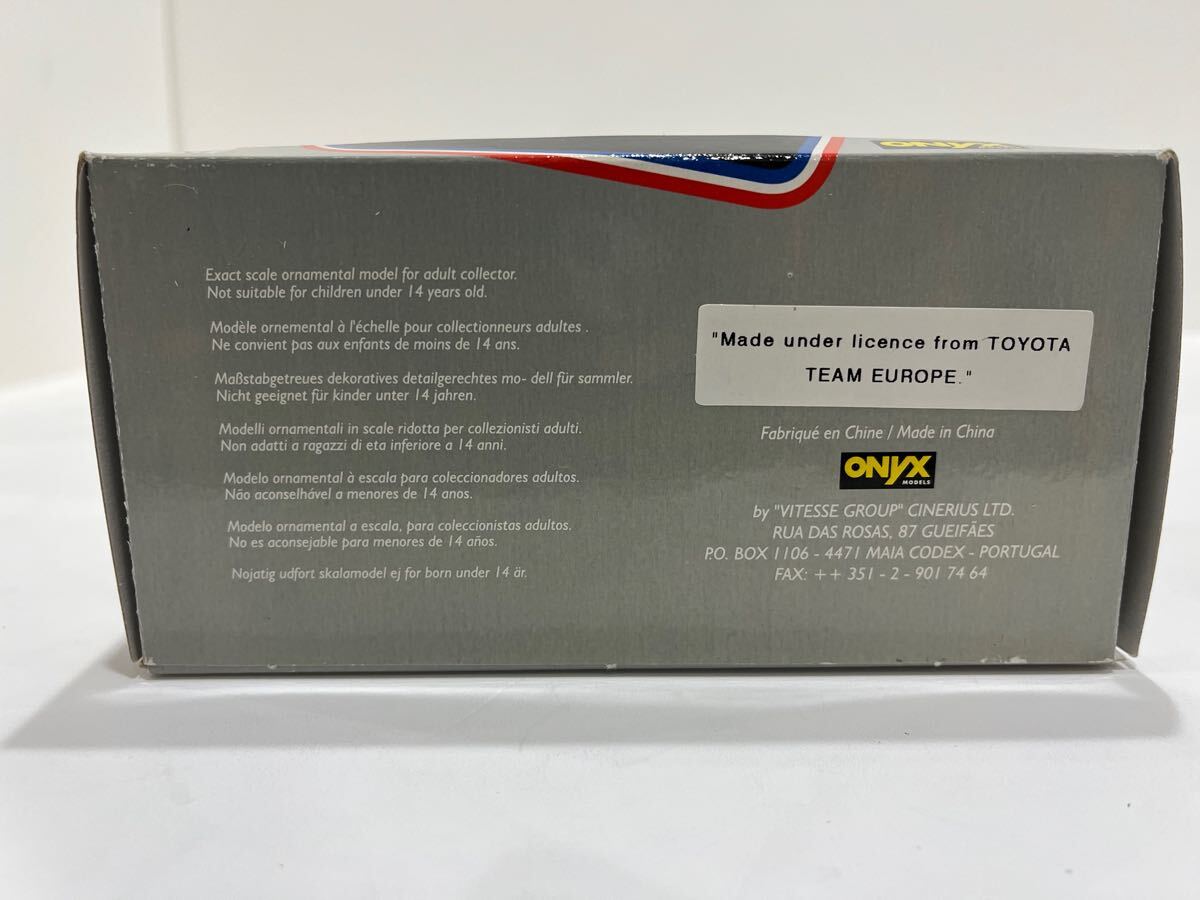 ONYX
Exact scale ornamental model for adult collector.
Not suitable for children under 14 years old.
Modèle ornemental à l'échelle pour collectionneurs adultes .
Ne convient pas aux enfants de moins de 14 ans.
Maßstabgetreues dekoratives detailgerechtes mo- dell für sammler.
Nicht geeignet für kinder unter 14 jahren.
Modelli ornamentali in scale ridotta per collezionisti adulti.
Non adatti a ragazzi di eta inferiore a 14 anni.
Modelo ornamental à escala para coleccionadores adultos.
Não aconselhável a menores de 14 anos.
Modelo ornamental a escala, para coleccionistas adultos.
No es aconsejable para menores de 14 años.
Nojatig udfort skalamodel ej for born under 14 är.
"Made under licence from TOYOTA
TEAM EUROPE."
Fabriqué en Chine / Made in China
ONYX
MODELS
by "VITESSE GROUP" CINERIUS LTD.
RUA DAS ROSAS, 87 GUEIFÃES
P.O. BOX 1106 - 4471 MAIA CODEX - PORTUGAL
FAX: ++ 351 - 2 - 901 74 64